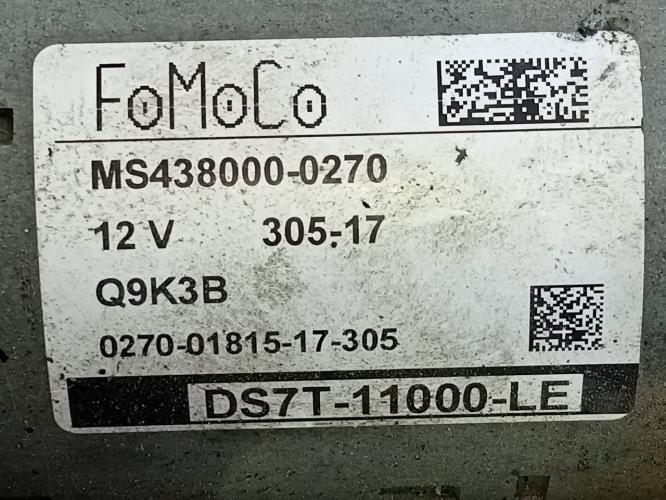 FoMoCo
MS438000-0270
12 V 305-17
Q9K3B
0270-01815-17-305
DS7T-11000-LE